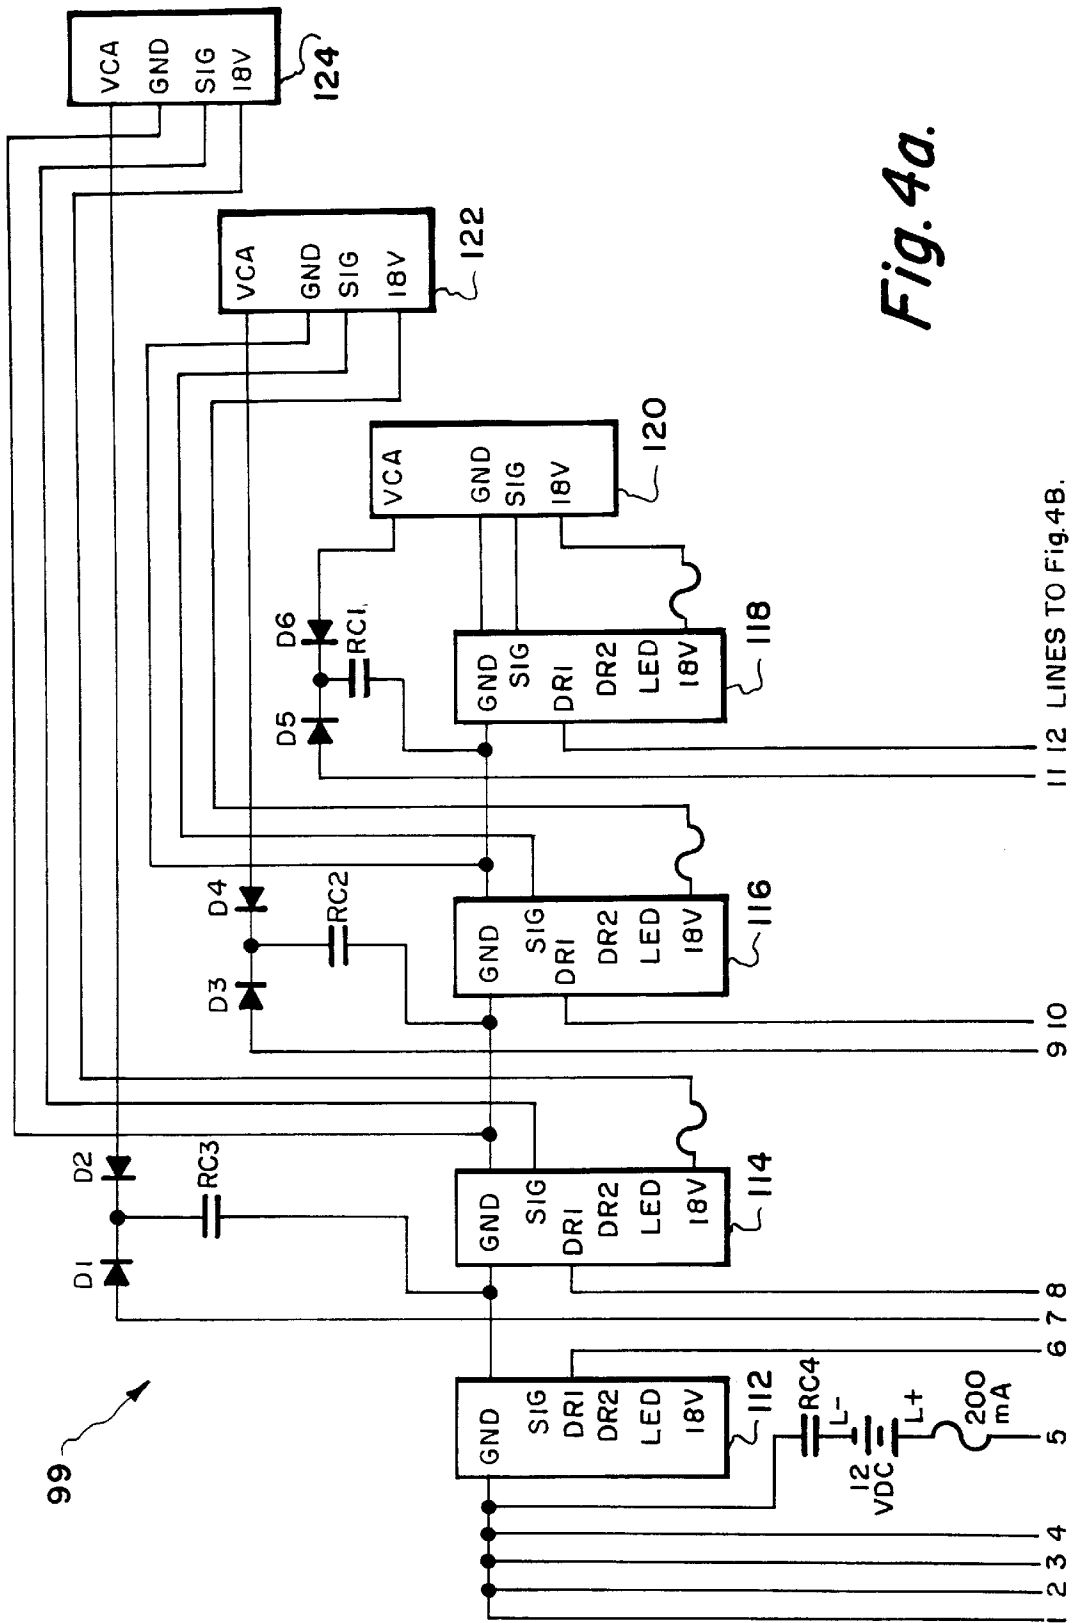 99
VCA
GND
SIG
18V
124
VCA
GND
SIG
18V
122
VCA
GND
SIG
18V
120
D1
D2
RC3
D3
D4
RC2
D5
D6
RC1
GND
SIG
DR1
DR2
LED
18V
112
GND
SIG
DR1
DR2
LED
18V
114
GND
SIG
DR1
DR2
LED
18V
116
GND
SIG
DR1
DR2
LED
18V
118
RC4
L-
12
VDC
L+
200
mA
1 2 3 4 5 6 7 8 9 10 11 12 LINES TO Fig.4B.
Fig.4a.